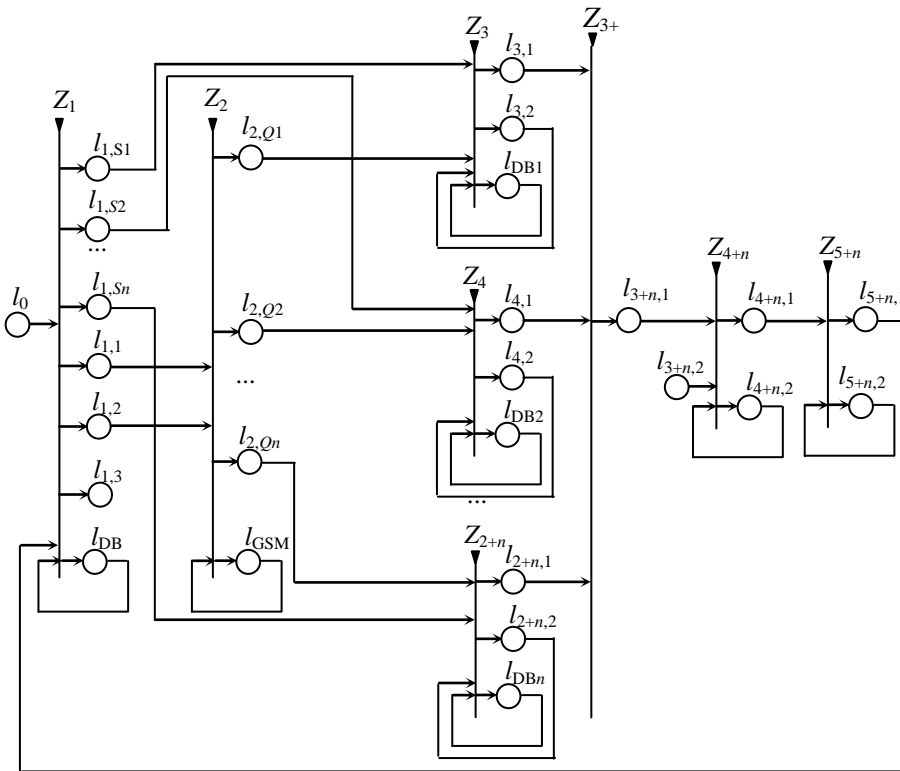 Z3
Z3+
l3,1
Z1
Z2
l3,2
l2,Q1
l1,S1
lDB1
l1,S2
...
Z4+n
Z5+n
l0
l1,Sn
l2,Q2
Z4
l4,1
l3+n,1
l4+n,1
l5+n,1
l1,1
...
l4,2
l3+n,2
l4+n,2
l5+n,2
l1,2
l2,Qn
lDB2
l1,3
...
lDB
lGSM
Z2+n
l2+n,1
l2+n,2
lDBn